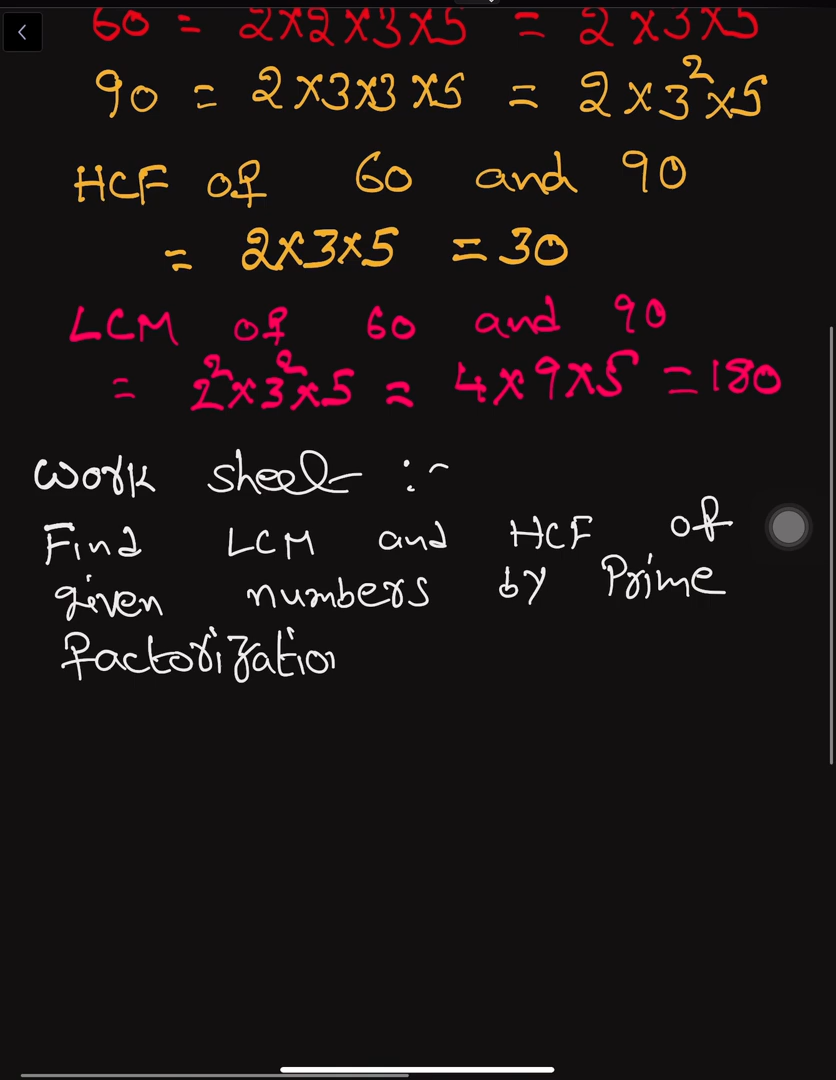 60 = 2×2×3×5 = 2 ×3×5
90 = 2×3×3×5 = 2×3²×5
HCF of 60 and 90
= 2×3×5 = 30
LCM of 60 and 90
= 2²×3²×5 = 4×9×5 = 180
Work sheet :-
Find LCM and HCF of
given numbers by Prime
factorization